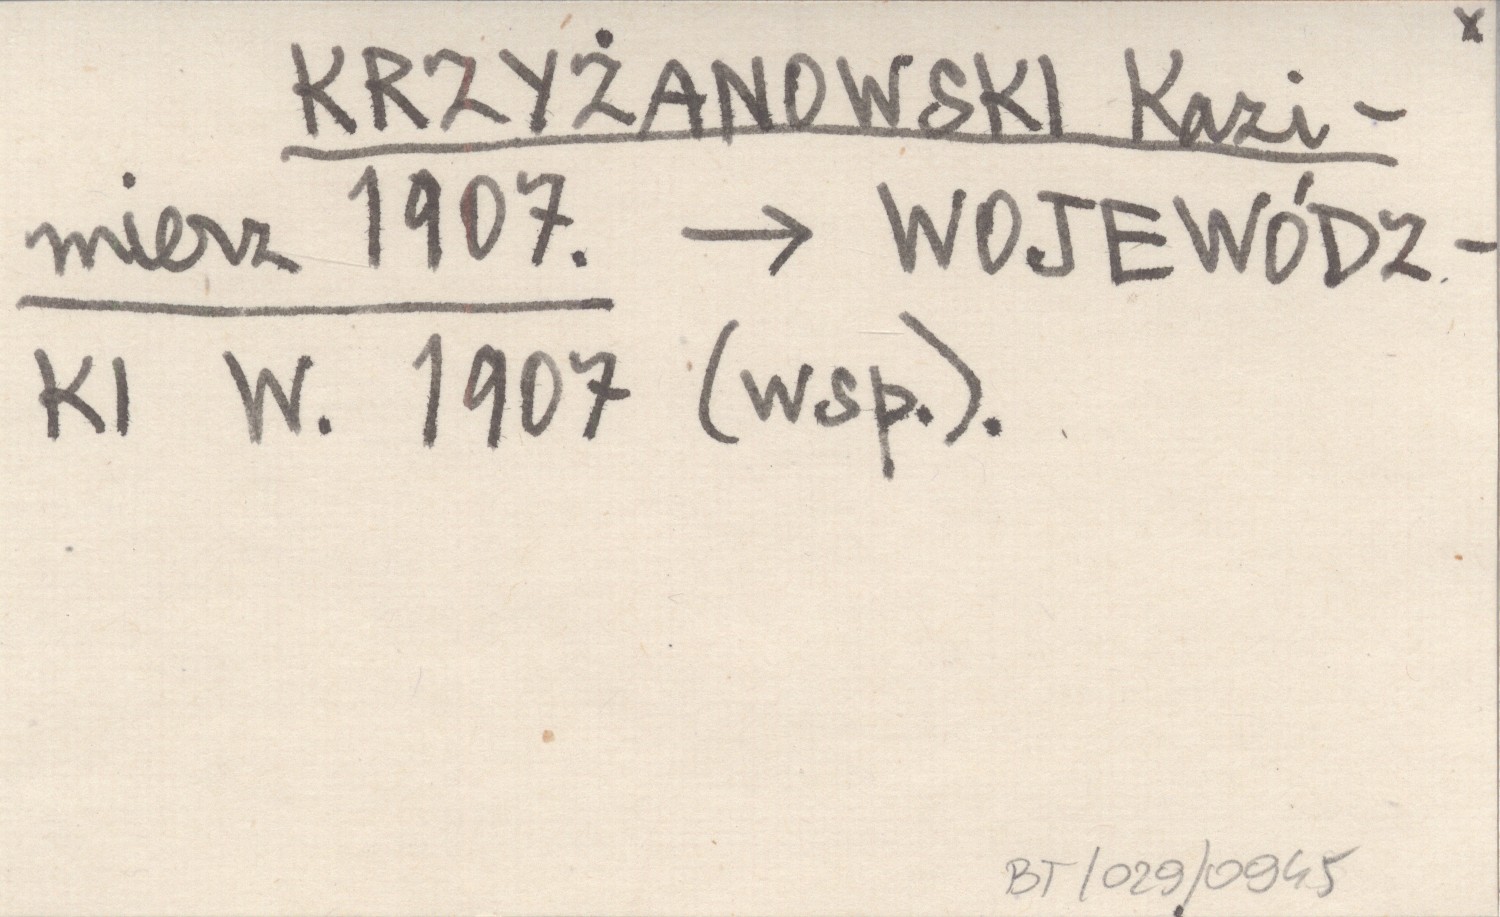 x
KRZYŻANOWSKI Kazi-
mierz 1907. → WOJEWÓDZ-
KI W. 1907 (wsp.).
BT/029/0945